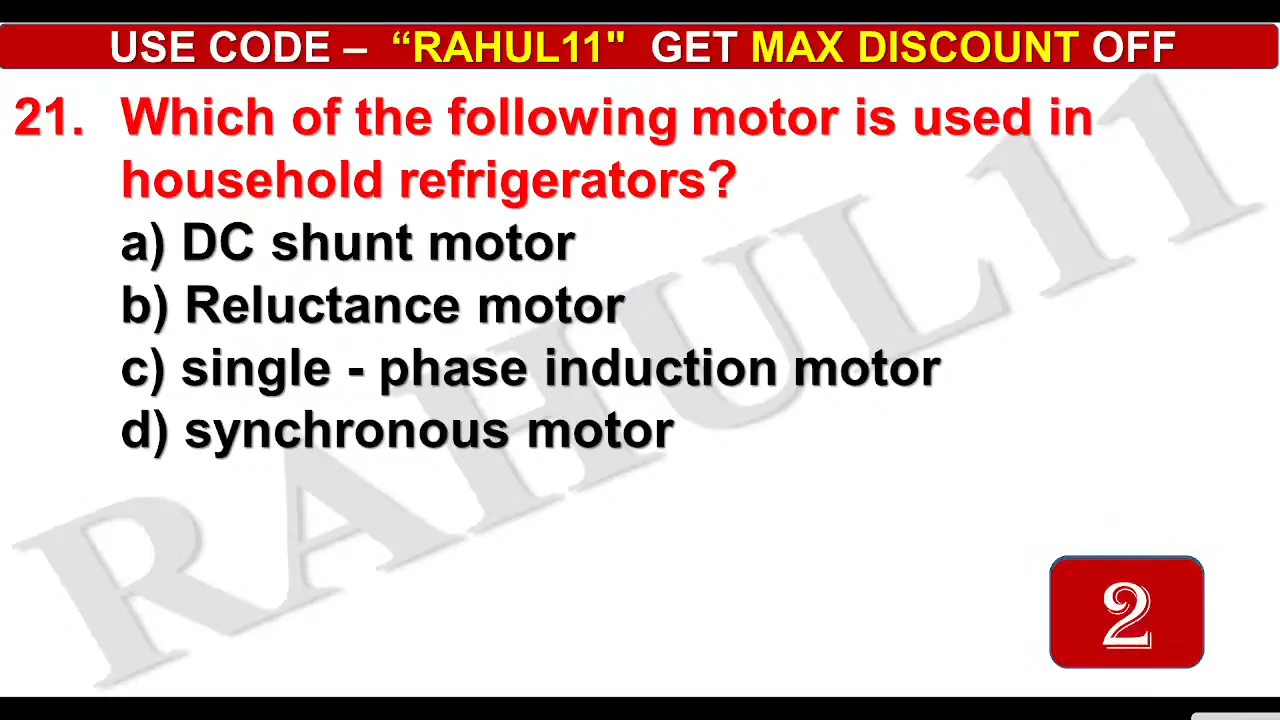 USE CODE – “RAHUL11" GET MAX DISCOUNT OFF
21. Which of the following motor is used in
household refrigerators?
a) DC shunt motor
b) Reluctance motor
c) single - phase induction motor
d) synchronous motor
RAHUL11
2